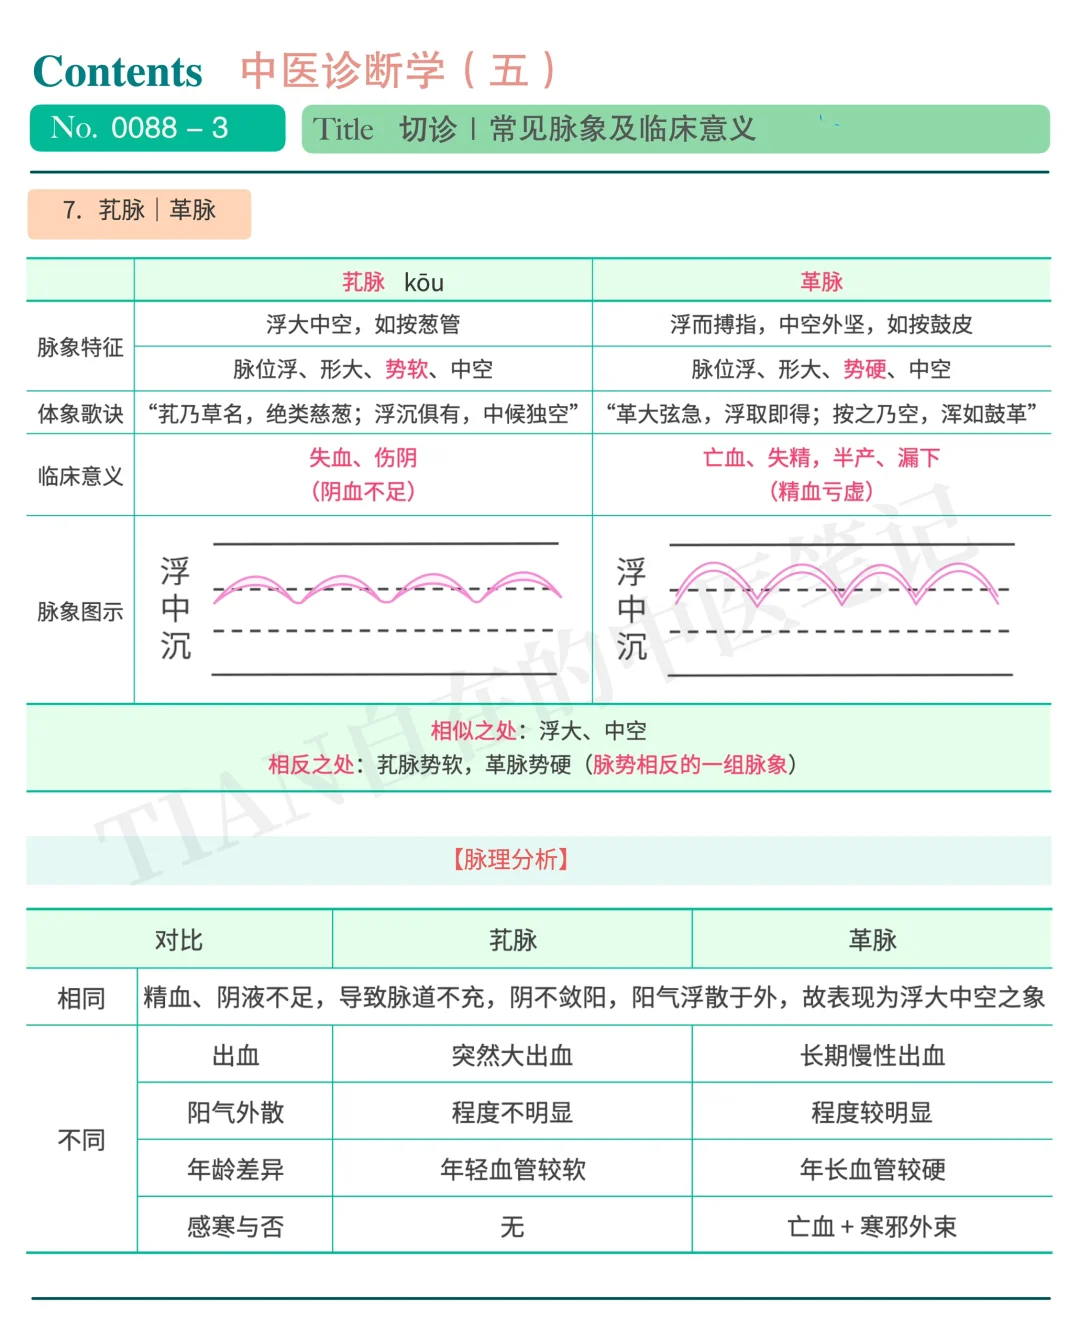 Contents 中医诊断学（五）
No. 0088 – 3
Title 切诊 | 常见脉象及临床意义
7. 芤脉｜革脉
芤脉 kōu 革脉
脉象特征
浮大中空，如按葱管 浮而搏指，中空外坚，如按鼓皮
脉位浮、形大、势软、中空 脉位浮、形大、势硬、中空
体象歌诀 “芤乃草名，绝类慈葱；浮沉俱有，中候独空” “革大弦急，浮取即得；按之乃空，浑如鼓革”
临床意义
失血、伤阴
（阴血不足）
亡血、失精，半产、漏下
（精血亏虚）
脉象图示
浮
中
沉
浮
中
沉
相似之处：浮大、中空
相反之处：芤脉势软，革脉势硬（脉势相反的一组脉象）
TIAN自在的中医笔记
【脉理分析】
对比 芤脉 革脉
相同 精血、阴液不足，导致脉道不充，阴不敛阳，阳气浮散于外，故表现为浮大中空之象
不同
出血 突然大出血 长期慢性出血
阳气外散 程度不明显 程度较明显
年龄差异 年轻血管较软 年长血管较硬
感寒与否 无 亡血 + 寒邪外束